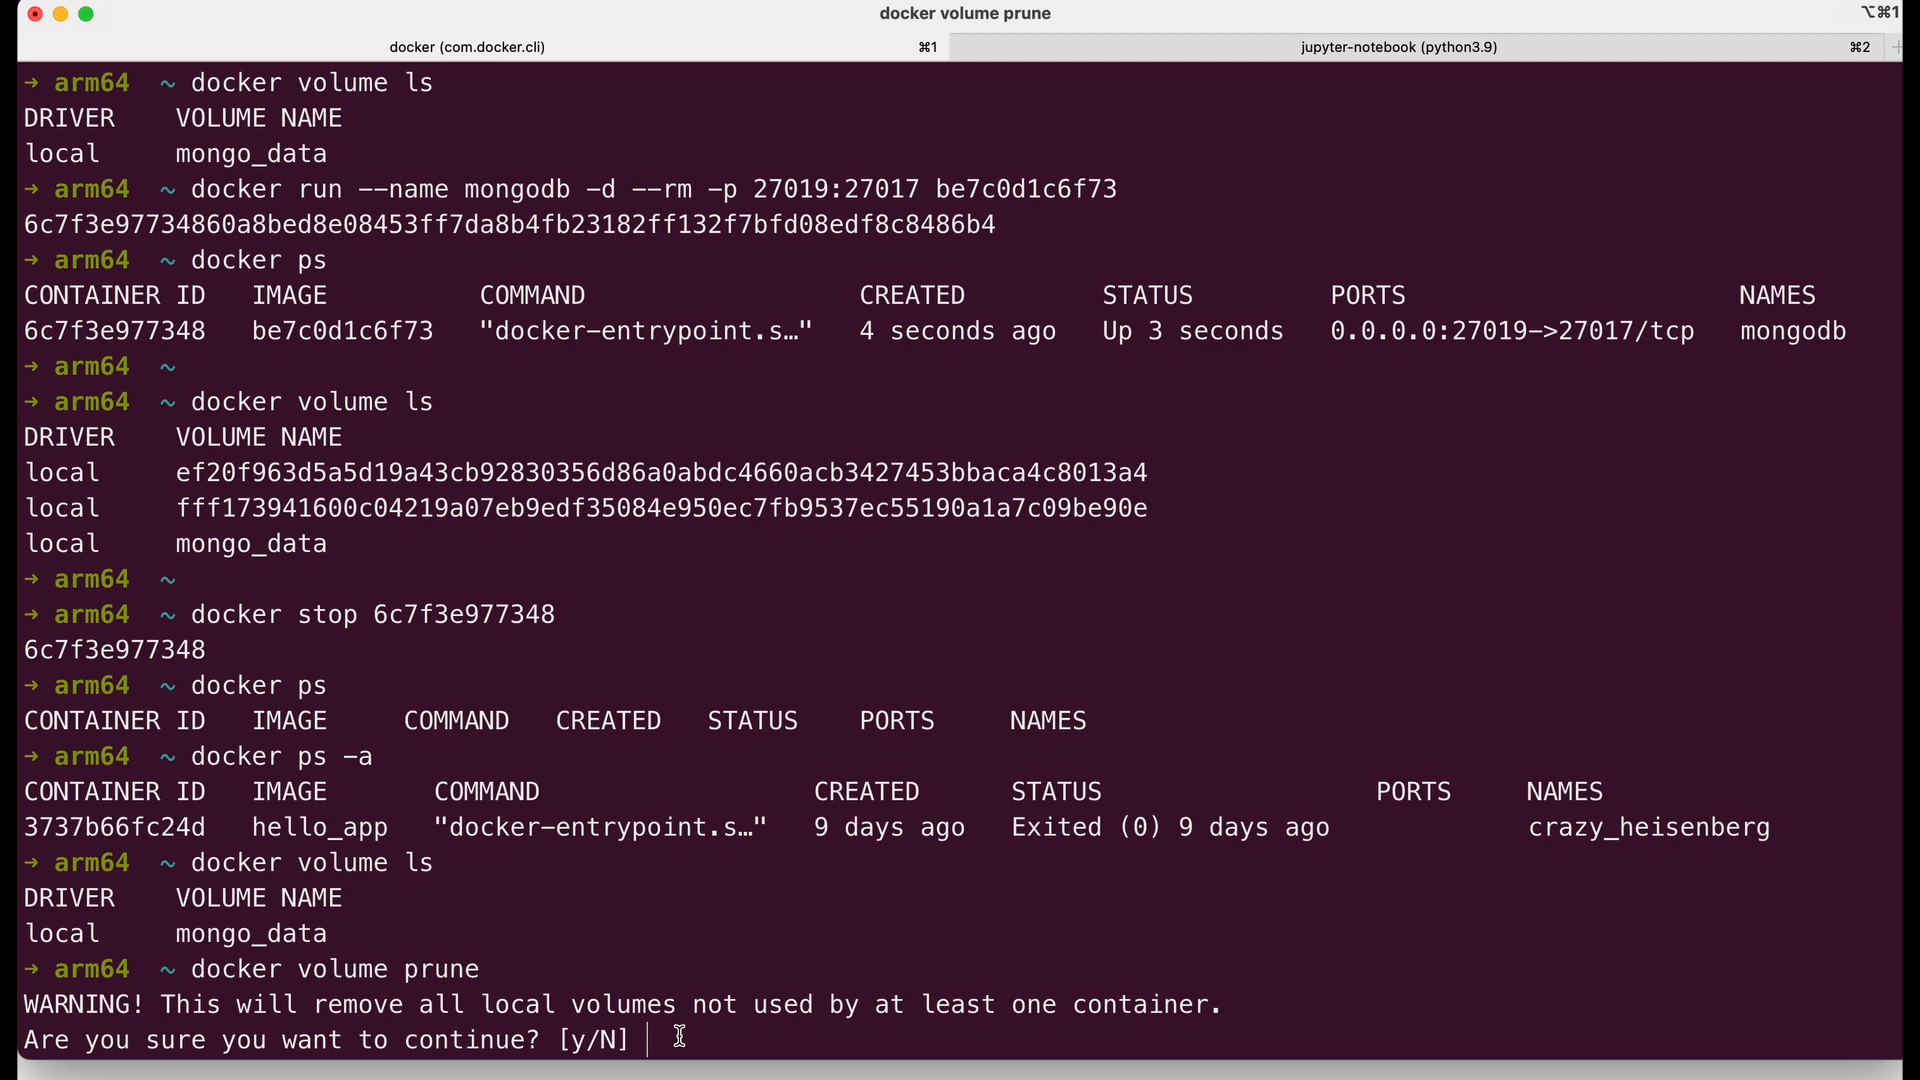 docker volume prune
⌥⌘1
docker (com.docker.cli) ⌘1 jupyter-notebook (python3.9) ⌘2 +
→ arm64 ~ docker volume ls
DRIVER VOLUME NAME
local mongo_data
→ arm64 ~ docker run --name mongodb -d --rm -p 27019:27017 be7c0d1c6f73
6c7f3e97734860a8bed8e08453ff7da8b4fb23182ff132f7bfd08edf8c8486b4
→ arm64 ~ docker ps
CONTAINER ID IMAGE COMMAND CREATED STATUS PORTS NAMES
6c7f3e977348 be7c0d1c6f73 "docker-entrypoint.s…" 4 seconds ago Up 3 seconds 0.0.0.0:27019->27017/tcp mongodb
→ arm64 ~
→ arm64 ~ docker volume ls
DRIVER VOLUME NAME
local ef20f963d5a5d19a43cb92830356d86a0abdc4660acb3427453bbaca4c8013a4
local fff173941600c04219a07eb9edf35084e950ec7fb9537ec55190a1a7c09be90e
local mongo_data
→ arm64 ~
→ arm64 ~ docker stop 6c7f3e977348
6c7f3e977348
→ arm64 ~ docker ps
CONTAINER ID IMAGE COMMAND CREATED STATUS PORTS NAMES
→ arm64 ~ docker ps -a
CONTAINER ID IMAGE COMMAND CREATED STATUS PORTS NAMES
3737b66fc24d hello_app "docker-entrypoint.s…" 9 days ago Exited (0) 9 days ago crazy_heisenberg
→ arm64 ~ docker volume ls
DRIVER VOLUME NAME
local mongo_data
→ arm64 ~ docker volume prune
WARNING! This will remove all local volumes not used by at least one container.
Are you sure you want to continue? [y/N]